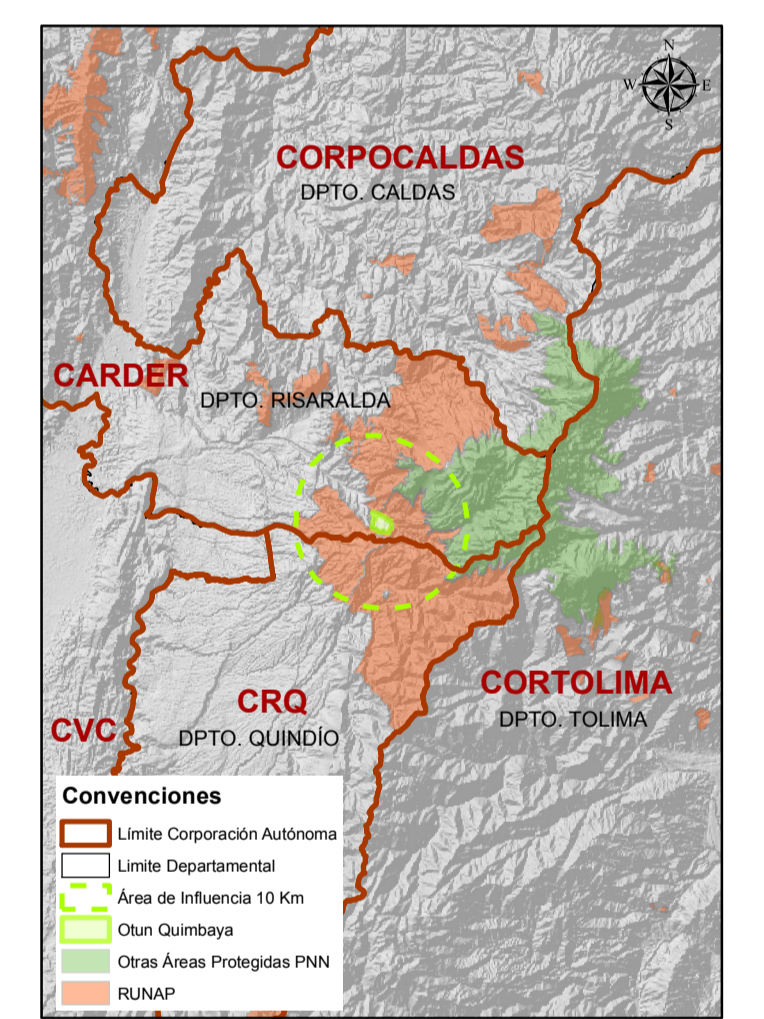 N
W E
S
CORPOCALDAS
DPTO. CALDAS
CARDER
DPTO. RISARALDA
CRQ
DPTO. QUINDÍO
CORTOLIMA
DPTO. TOLIMA
CVC
Convenciones
Límite Corporación Autónoma
Limite Departamental
Área de Influencia 10 Km
Otun Quimbaya
Otras Áreas Protegidas PNN
RUNAP